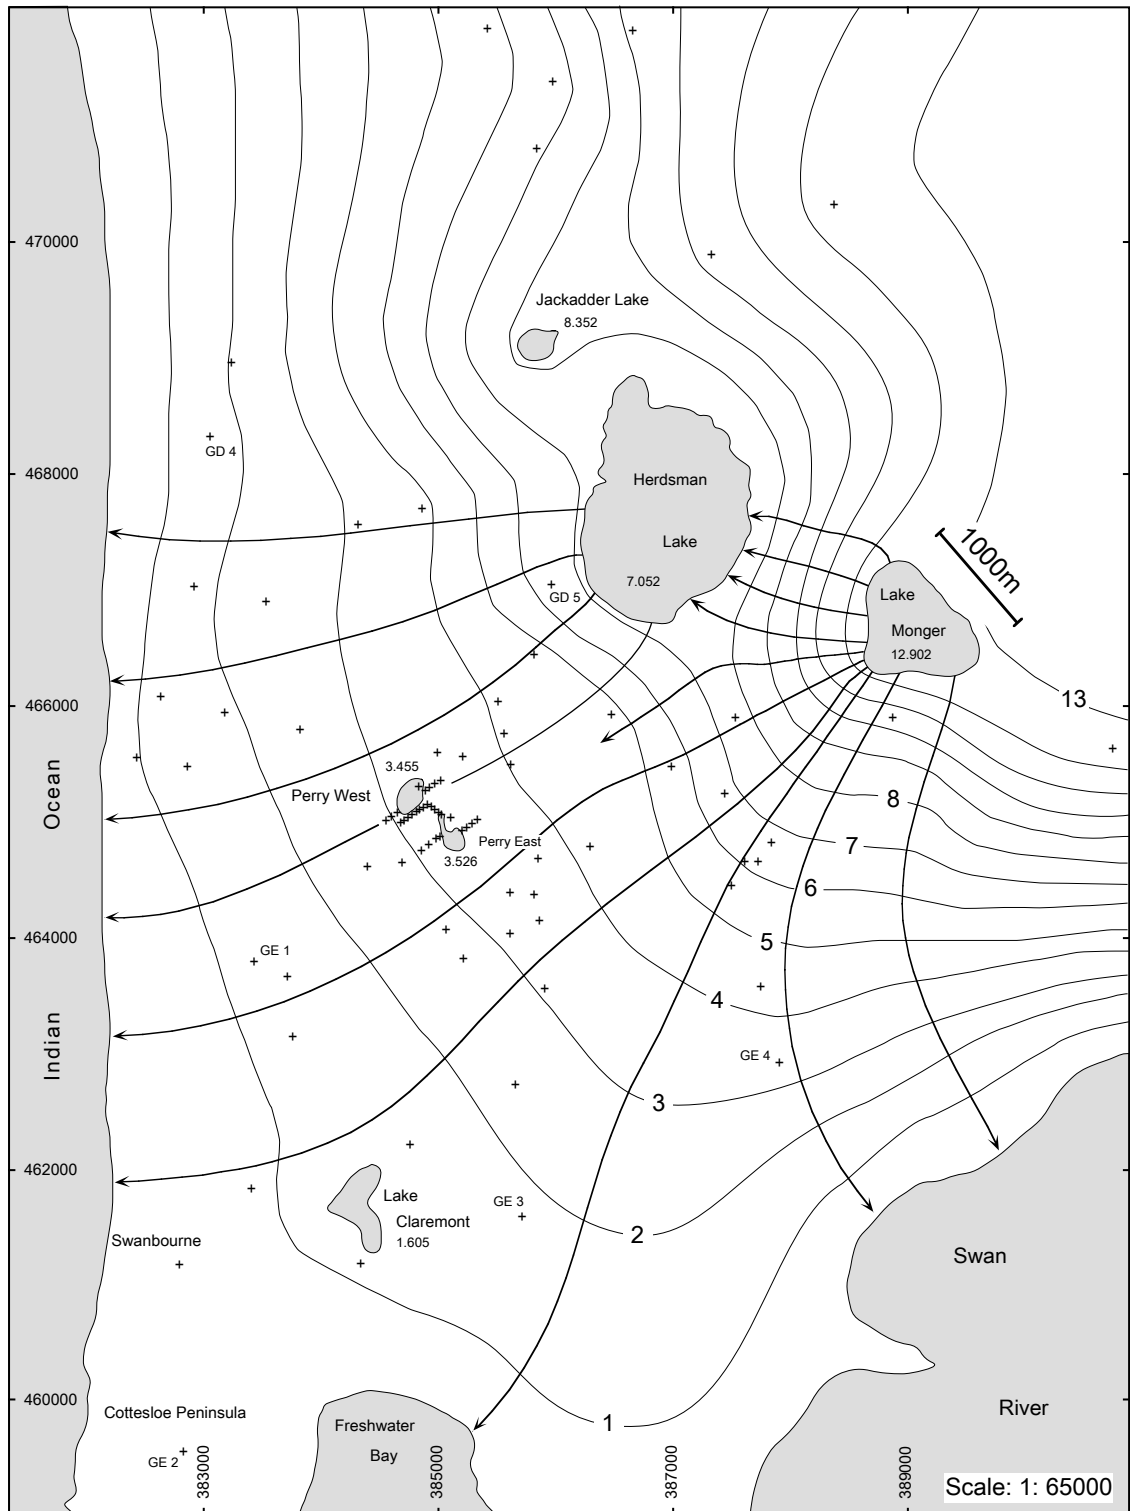 470000
Jackadder Lake
8.352
468000
GD 4
Herdsman
Lake
7.052
GD 5
1000m
Lake
Monger
12.902
13
466000
Ocean
Indian
3.455
Perry West
Perry East
3.526
8
7
6
5
4
3
2
1
464000
GE 1
GE 4
462000
Lake
Claremont
1.605
GE 3
Swanbourne
Swan
River
460000
Cottesloe Peninsula
GE 2
Freshwater
Bay
383000
385000
387000
389000
Scale: 1: 65000